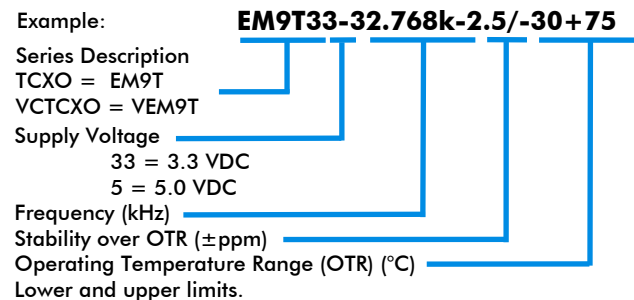 Example: EM9T33-32.768k-2.5/-30+75
Series Description
TCXO = EM9T
VCTCXO = VEM9T
Supply Voltage
33 = 3.3 VDC
5 = 5.0 VDC
Frequency (kHz)
Stability over OTR (±ppm)
Operating Temperature Range (OTR) (°C)
Lower and upper limits.